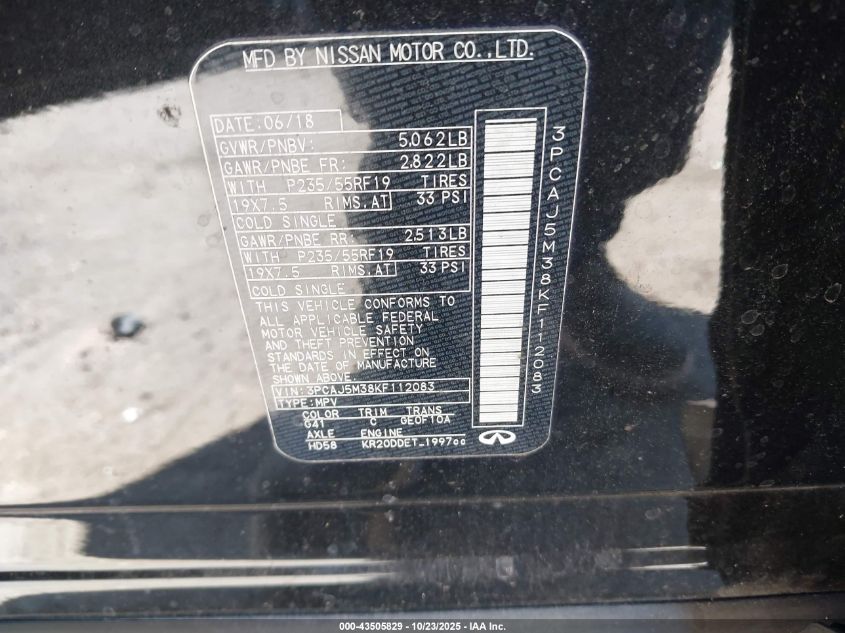 MFD BY NISSAN MOTOR CO.,LTD.
DATE:06/18
GVWR/PNBV: 5,062LB
GAWR/PNBE FR: 2,822LB
WITH P235/55RF19 TIRES
19X7.5 RIMS,AT 33 PSI
COLD SINGLE
GAWR/PNBE RR: 2,513LB
WITH P235/55RF19 TIRES
19X7.5 RIMS,AT 33 PSI
COLD SINGLE
THIS VEHICLE CONFORMS TO
ALL APPLICABLE FEDERAL
MOTOR VEHICLE SAFETY
AND THEFT PREVENTION
STANDARDS IN EFFECT ON
THE DATE OF MANUFACTURE
SHOWN ABOVE.
VIN:3PCAJ5M38KF112083
TYPE:MPV
COLOR TRIM TRANS
G41 C GE0F10A
AXLE ENGINE
HD58 KR20DDET-1997cc
3PCAJ5M38KF112083
000-43505829 - 10/23/2025 - IAA Inc.